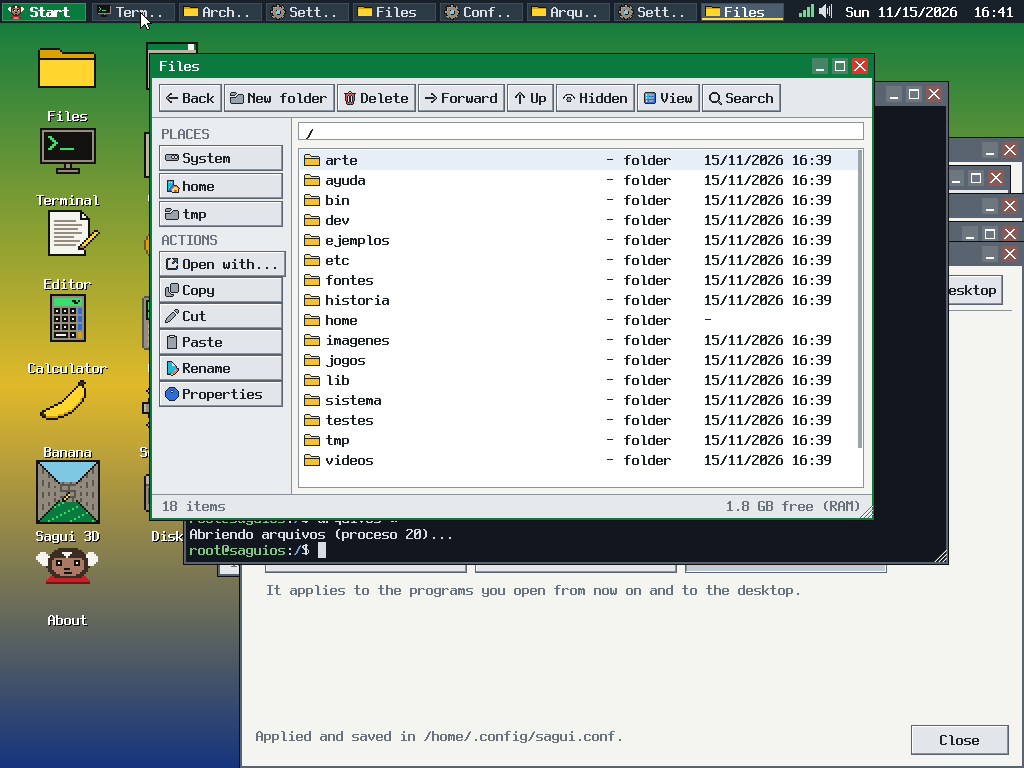 Start Term.. Arch.. Sett.. Files Conf.. Arqu.. Sett.. Files Sun 11/15/2026 16:41
Files
Terminal
Editor
Calculator
Banana
Sagui 3D
Disk
About
Files
Back New folder Delete Forward Up Hidden View Search
PLACES
System
home
tmp
ACTIONS
Open with...
Copy
Cut
Paste
Rename
Properties
/
arte - folder 15/11/2026 16:39
ayuda - folder 15/11/2026 16:39
bin - folder 15/11/2026 16:39
dev - folder 15/11/2026 16:39
ejemplos - folder 15/11/2026 16:39
etc - folder 15/11/2026 16:39
fontes - folder 15/11/2026 16:39
historia - folder 15/11/2026 16:39
home - folder -
imagenes - folder 15/11/2026 16:39
jogos - folder 15/11/2026 16:39
lib - folder 15/11/2026 16:39
sistema - folder 15/11/2026 16:39
testes - folder 15/11/2026 16:39
tmp - folder 15/11/2026 16:39
videos - folder 15/11/2026 16:39
18 items 1.8 GB free (RAM)
esktop
Abriendo arquivos (proceso 20)...
root@saguios:/$
It applies to the programs you open from now on and to the desktop.
Applied and saved in /home/.config/sagui.conf.
Close